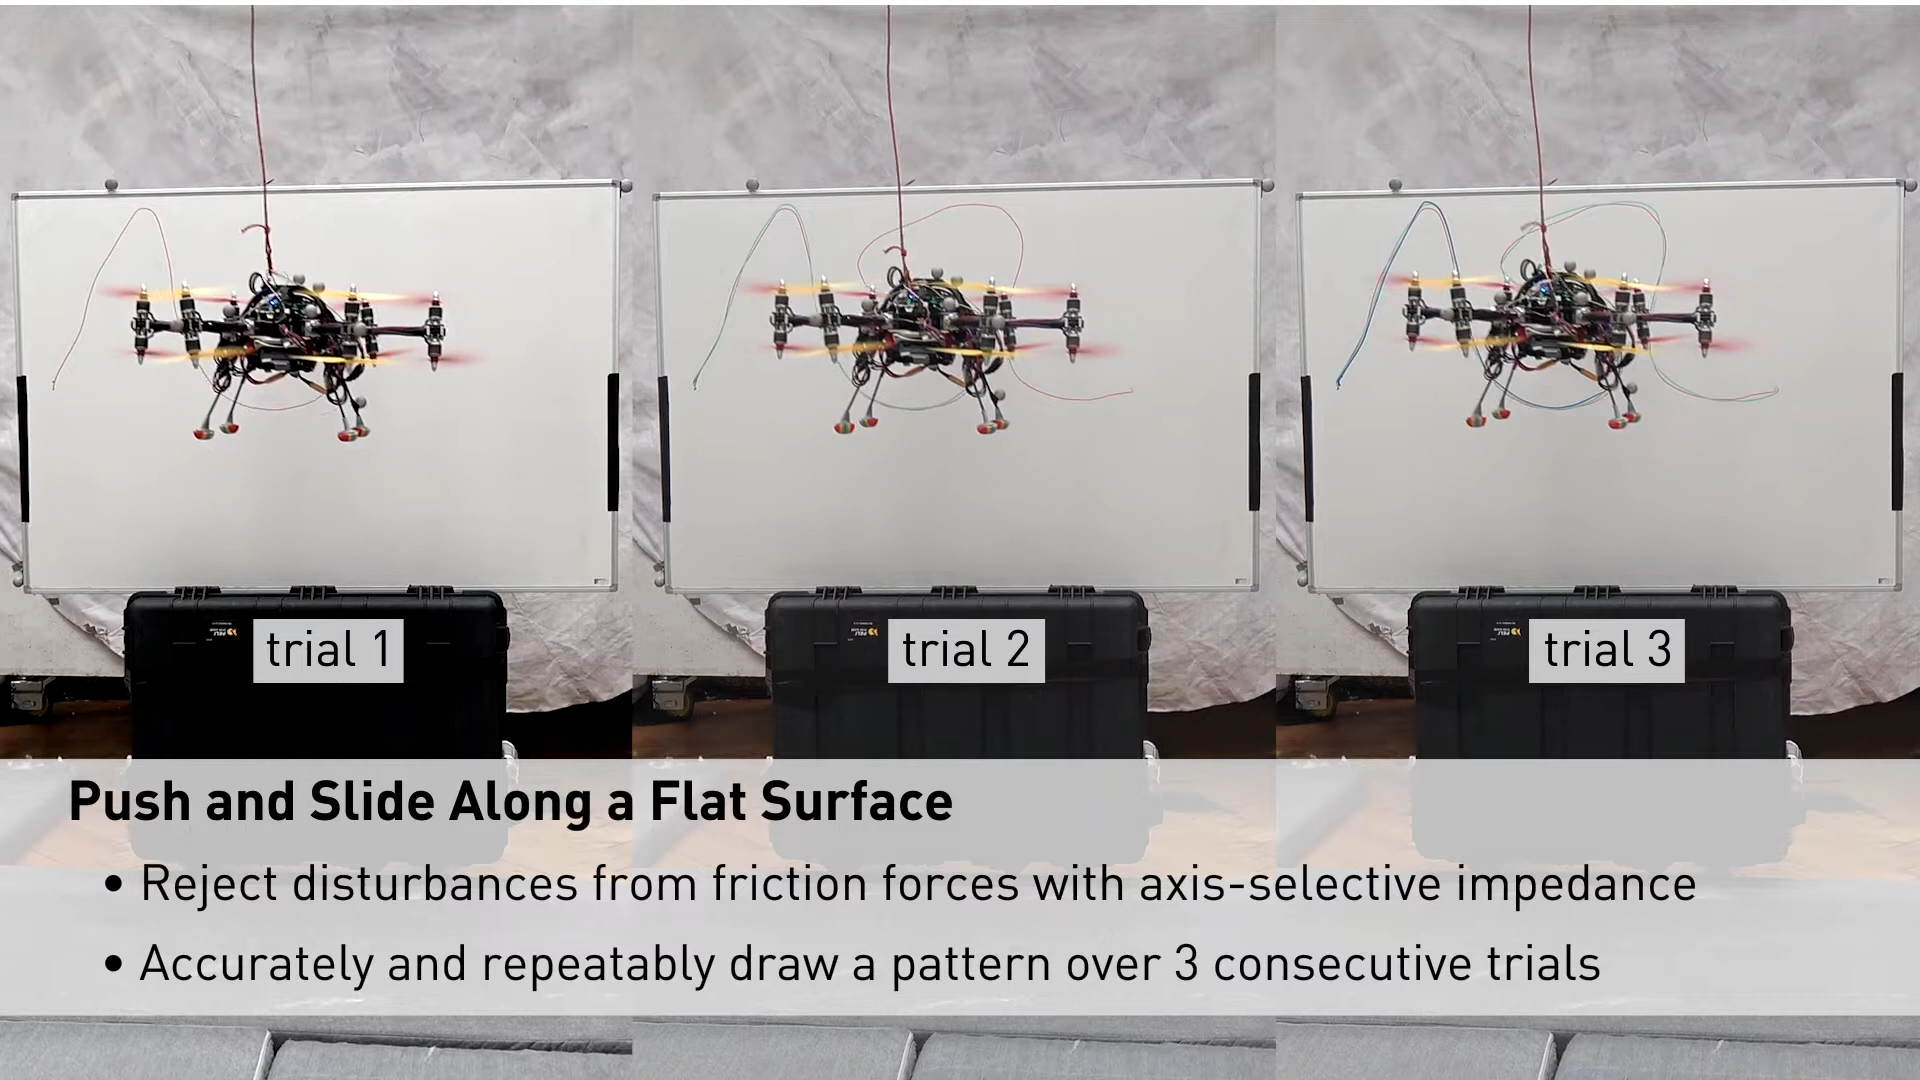 trial 1
trial 2
trial 3
Push and Slide Along a Flat Surface
• Reject disturbances from friction forces with axis-selective impedance
• Accurately and repeatably draw a pattern over 3 consecutive trials